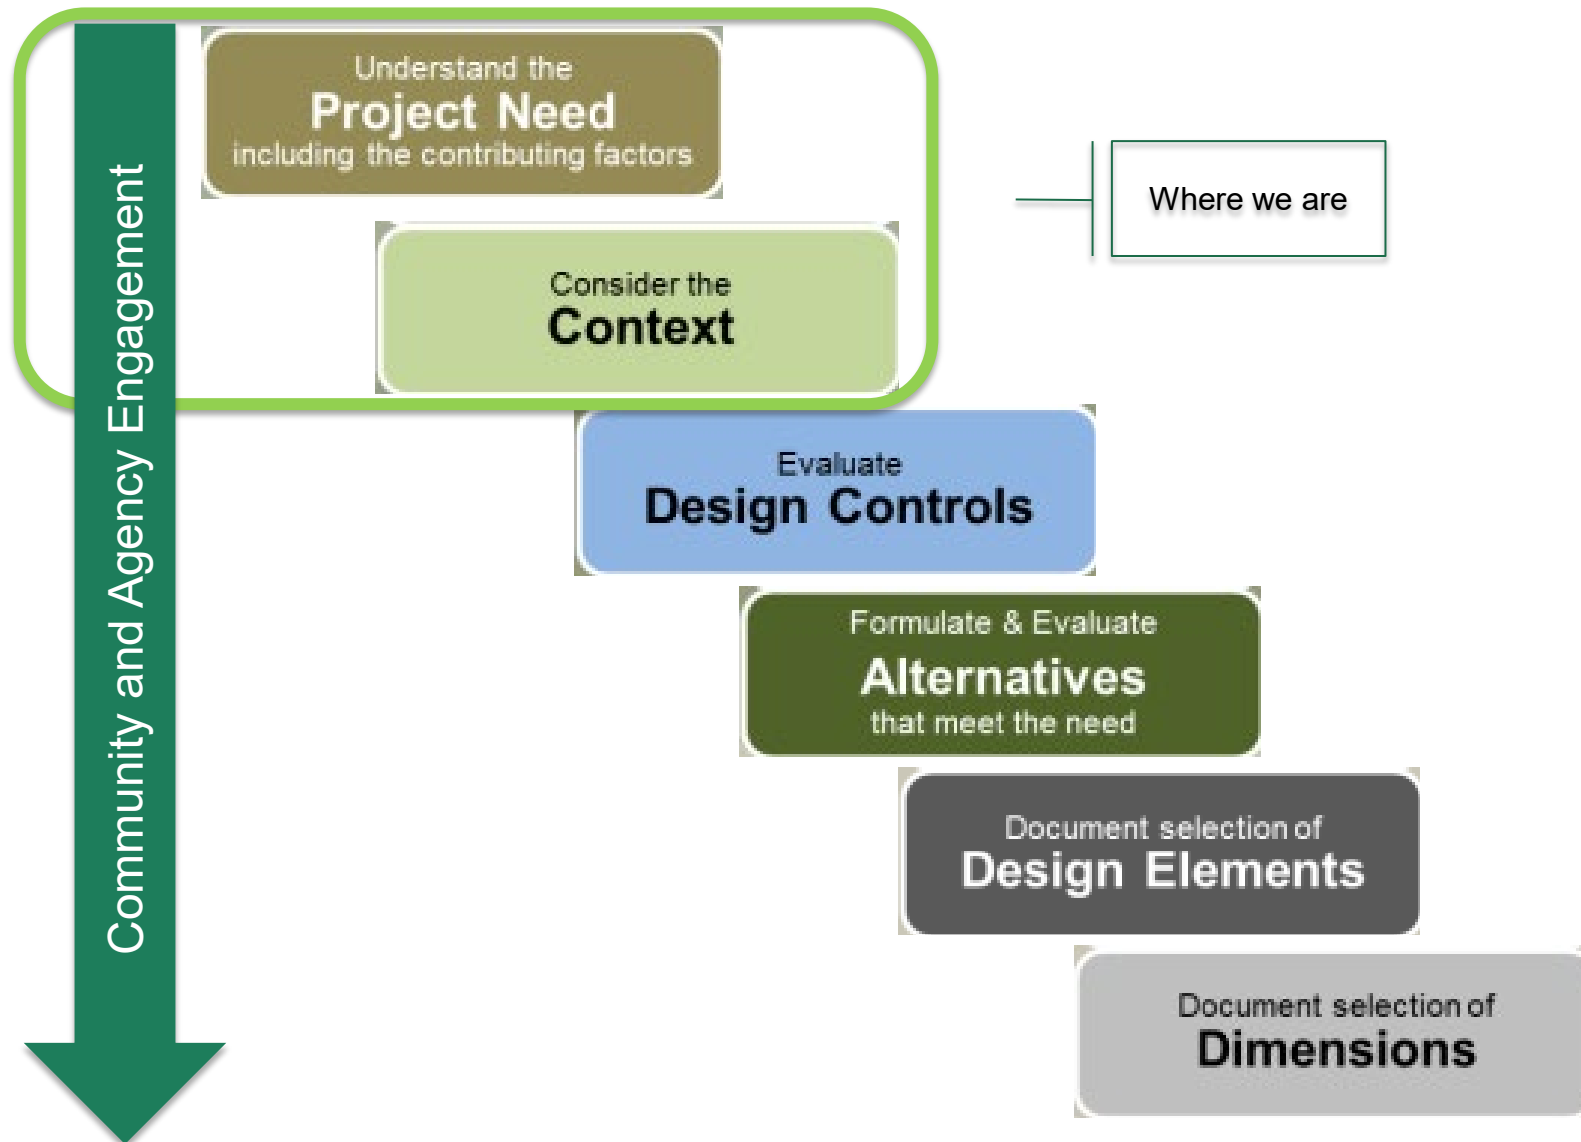 Understand the
Project Need
including the contributing factors
Where we are
Consider the
Context
Community and Agency Engagement
Evaluate
Design Controls
Formulate & Evaluate
Alternatives
that meet the need
Document selection of
Design Elements
Document selection of
Dimensions